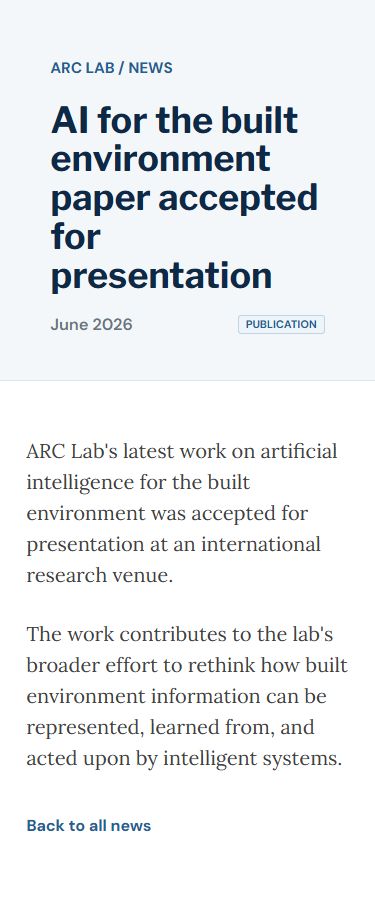 ARC LAB / NEWS
AI for the built
environment
paper accepted
for
presentation
June 2026
PUBLICATION
ARC Lab's latest work on artificial
intelligence for the built
environment was accepted for
presentation at an international
research venue.
The work contributes to the lab's
broader effort to rethink how built
environment information can be
represented, learned from, and
acted upon by intelligent systems.
Back to all news